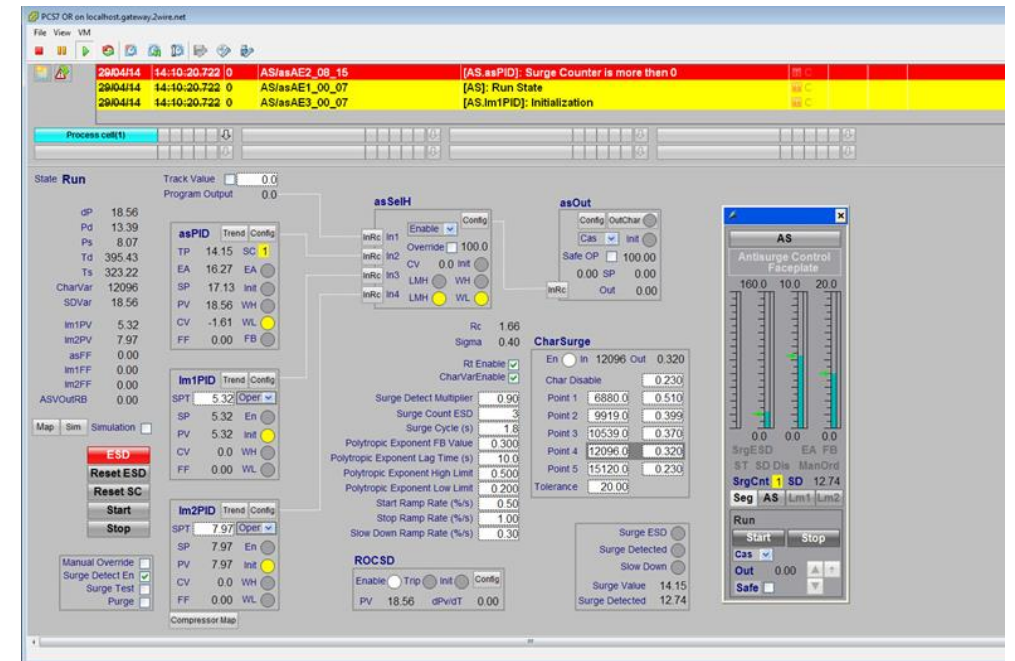 PCS7 OR on localhost.gateway.2wire.net
File View VM
29/04/14 14:10:20.722 0 AS/asAE2_08_15 [AS.asPID]: Surge Counter is more then 0
29/04/14 14:10:20.722 0 AS/asAE1_00_07 [AS]: Run State
29/04/14 14:10:20.722 0 AS/asAE3_00_07 [AS.lm1PID]: Initialization
Process cell(1)
State Run
dP 18.56
Pd 13.39
Ps 8.07
Td 395.43
Ts 323.22
CharVar 12096
SDVar 18.56
lm1PV 5.32
lm2PV 7.97
asFF 0.00
lm1FF 0.00
lm2FF 0.00
ASVOutRB 0.00
Map Sim Simulation
ESD
Reset ESD
Reset SC
Start
Stop
Manual Override
Surge Detect En
Surge Test
Purge
Track Value 0.0
Program Output 0.0
asPID Trend Config
TP 14.15 SC 1
EA 16.27 EA
SP 17.13 Init
PV 18.56 WH
CV -1.61 WL
FF 0.00 FB
lm1PID Trend Config
SPT 5.32 Oper
SP 5.32 En
PV 5.32 Init
CV 0.0 WH
FF 0.00 WL
lm2PID Trend Config
SPT 7.97 Oper
SP 7.97 En
PV 7.97 Init
CV 0.0 WH
FF 0.00 WL
Compressor Map
asSelH
Config
InRc In1 Enable
InRc In2 Override 100.0
CV 0.0 Init
InRc In3 LMH WH
InRc In4 LMH WL
asOut
Config OutChar
Cas Init
Safe OP 100.00
0.00 SP 0.00
InRc Out 0.00
Rc 1.66
Sigma 0.40
Rt Enable
CharVarEnable
Surge Detect Multiplier 0.90
Surge Count ESD 3
Surge Cycle (s) 1.8
Polytropic Exponent FB Value 0.300
Polytropic Exponent Lag Time (s) 10.0
Polytropic Exponent High Limit 0.500
Polytropic Exponent Low Limit 0.200
Start Ramp Rate (%/s) 0.50
Stop Ramp Rate (%/s) 1.00
Slow Down Ramp Rate (%/s) 0.30
ROCSD
Enable Trip Init Config
PV 18.56 dPv/dT 0.00
CharSurge
En In 12096 Out 0.320
Char Disable 0.230
Point 1 6880.0 0.510
Point 2 9919.0 0.399
Point 3 10539.0 0.370
Point 4 12096.0 0.320
Point 5 15120.0 0.230
Tolerance 20.00
Surge ESD
Surge Detected
Slow Down
Surge Value 14.15
Surge Detected 12.74
AS
Antisurge Control
Faceplate
160.0 10.0 20.0
0.0 0.0 0.0
SrgESD EA FB
ST SD Dis ManOrd
SrgCnt 1 SD 12.74
Seg AS Lm1 Lm2
Run
Start Stop
Cas
Out 0.00
Safe